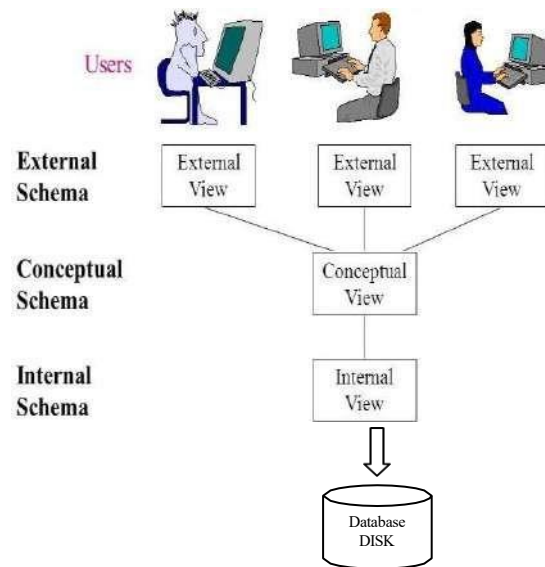 Users
External
Schema
External
View
External
View
External
View
Conceptual
Schema
Conceptual
View
Internal
Schema
Internal
View
Database
DISK